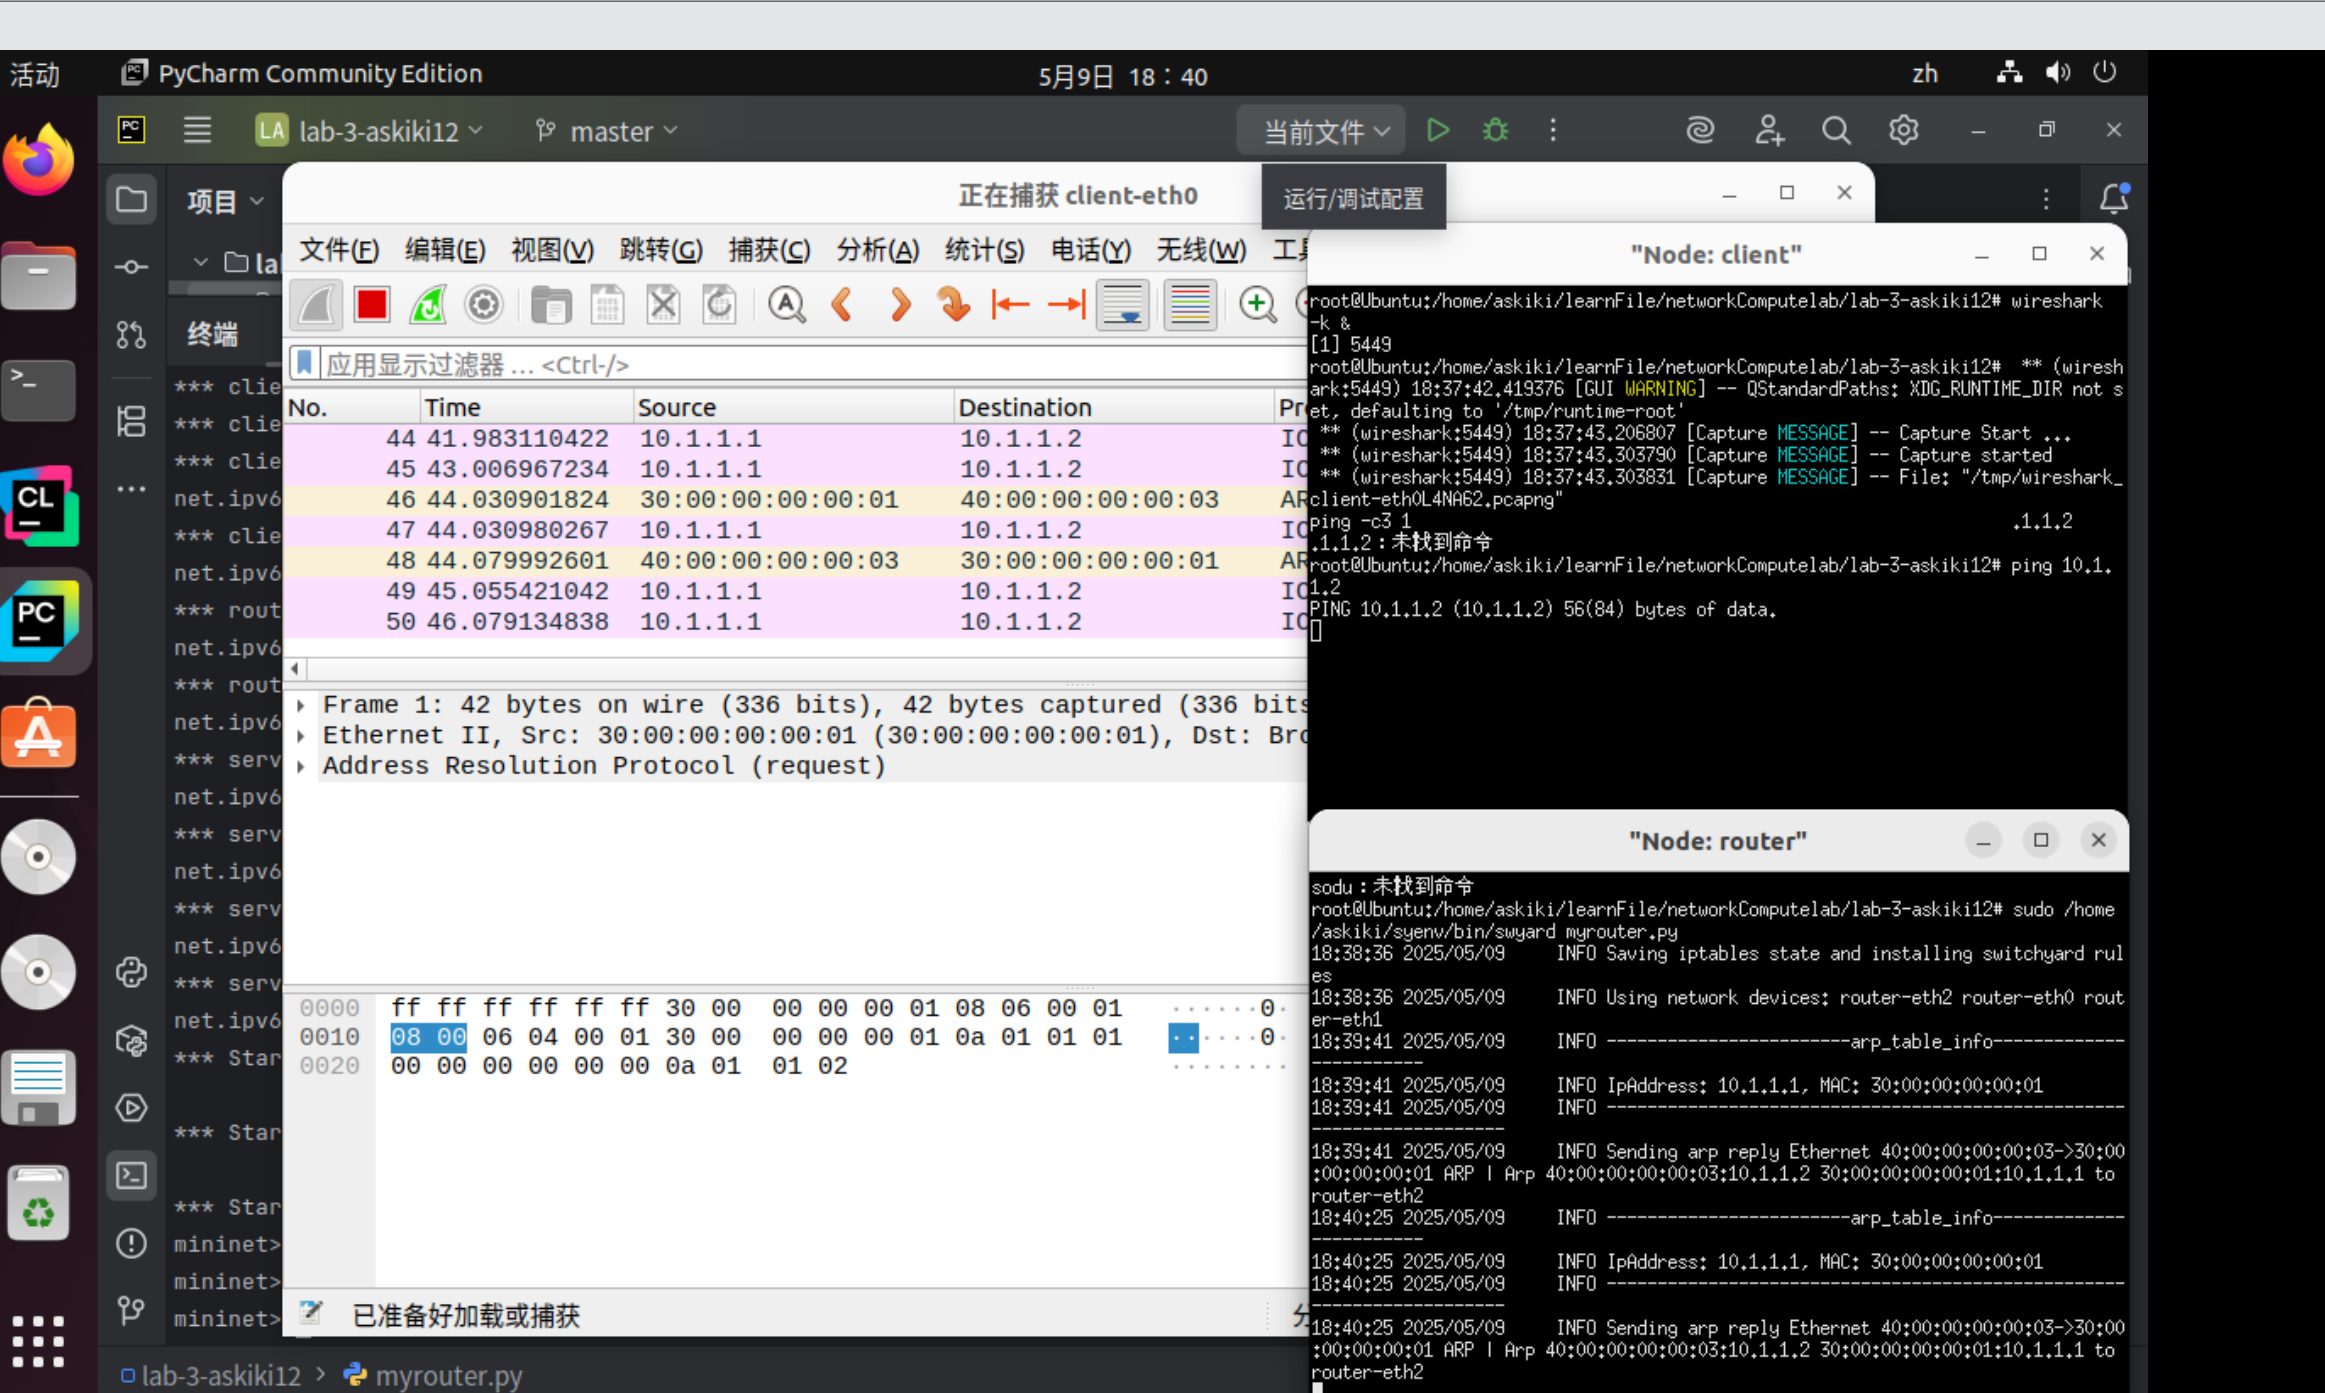 活动
PyCharm Community Edition
5月9日 18：40
zh
PC
LA lab-3-askiki12
master
当前文件
项目
正在捕获 client-eth0
运行/调试配置
la
文件(F) 编辑(E) 视图(V) 跳转(G) 捕获(C) 分析(A) 统计(S) 电话(Y) 无线(W) 工具
终端
应用显示过滤器 … <Ctrl-/>
No. Time Source Destination
44 41.983110422 10.1.1.1 10.1.1.2
45 43.006967234 10.1.1.1 10.1.1.2
46 44.030901824 30:00:00:00:00:01 40:00:00:00:00:03 AR
47 44.030980267 10.1.1.1 10.1.1.2
48 44.079992601 40:00:00:00:00:03 30:00:00:00:00:01 AR
49 45.055421042 10.1.1.1 10.1.1.2
50 46.079134838 10.1.1.1 10.1.1.2
Frame 1: 42 bytes on wire (336 bits), 42 bytes captured (336 bits
Ethernet II, Src: 30:00:00:00:00:01 (30:00:00:00:00:01), Dst: Bro
Address Resolution Protocol (request)
0000 ff ff ff ff ff ff 30 00 00 00 00 01 08 06 00 01 ······0·
0010 08 00 06 04 00 01 30 00 00 00 00 01 0a 01 01 01 ······0·
0020 00 00 00 00 00 00 0a 01 01 02 ········
已准备好加载或捕获
*** clie
*** clie
*** clie
net.ipv6
*** clie
net.ipv6
*** rout
net.ipv6
*** rout
net.ipv6
*** serv
net.ipv6
*** serv
net.ipv6
*** serv
net.ipv6
*** serv
net.ipv6
*** Star
*** Star
*** Star
mininet>
mininet>
mininet>
"Node: client"
root@Ubuntu:/home/askiki/learnFile/networkComputelab/lab-3-askiki12# wireshark
-k &
[1] 5449
root@Ubuntu:/home/askiki/learnFile/networkComputelab/lab-3-askiki12#  ** (wiresh
ark:5449) 18:37:42.419376 [GUI WARNING] -- QStandardPaths: XDG_RUNTIME_DIR not s
et, defaulting to '/tmp/runtime-root'
** (wireshark:5449) 18:37:43.206807 [Capture MESSAGE] -- Capture Start ...
** (wireshark:5449) 18:37:43.303790 [Capture MESSAGE] -- Capture started
** (wireshark:5449) 18:37:43.303831 [Capture MESSAGE] -- File: "/tmp/wireshark_
client-eth0L4NA62.pcapng"
ping -c3 1 .1.1.2
.1.1.2：未找到命令
root@Ubuntu:/home/askiki/learnFile/networkComputelab/lab-3-askiki12# ping 10.1.
1.2
PING 10.1.1.2 (10.1.1.2) 56(84) bytes of data.
"Node: router"
sodu：未找到命令
root@Ubuntu:/home/askiki/learnFile/networkComputelab/lab-3-askiki12# sudo /home
/askiki/syenv/bin/swyard myrouter.py
18:38:36 2025/05/09     INFO Saving iptables state and installing switchyard rul
es
18:38:36 2025/05/09     INFO Using network devices: router-eth2 router-eth0 rout
er-eth1
18:39:41 2025/05/09     INFO ------------------------arp_table_info-------------
-----------
18:39:41 2025/05/09     INFO IpAddress: 10.1.1.1, MAC: 30:00:00:00:00:01
18:39:41 2025/05/09     INFO ---------------------------------------------------
-------------------
18:39:41 2025/05/09     INFO Sending arp reply Ethernet 40:00:00:00:00:03->30:00
:00:00:00:01 ARP | Arp 40:00:00:00:00:03:10.1.1.2 30:00:00:00:00:01:10.1.1.1 to
router-eth2
18:40:25 2025/05/09     INFO ------------------------arp_table_info-------------
-----------
18:40:25 2025/05/09     INFO IpAddress: 10.1.1.1, MAC: 30:00:00:00:00:01
18:40:25 2025/05/09     INFO ---------------------------------------------------
-------------------
18:40:25 2025/05/09     INFO Sending arp reply Ethernet 40:00:00:00:00:03->30:00
:00:00:00:01 ARP | Arp 40:00:00:00:00:03:10.1.1.2 30:00:00:00:00:01:10.1.1.1 to
router-eth2
CL
PC
lab-3-askiki12 > myrouter.py